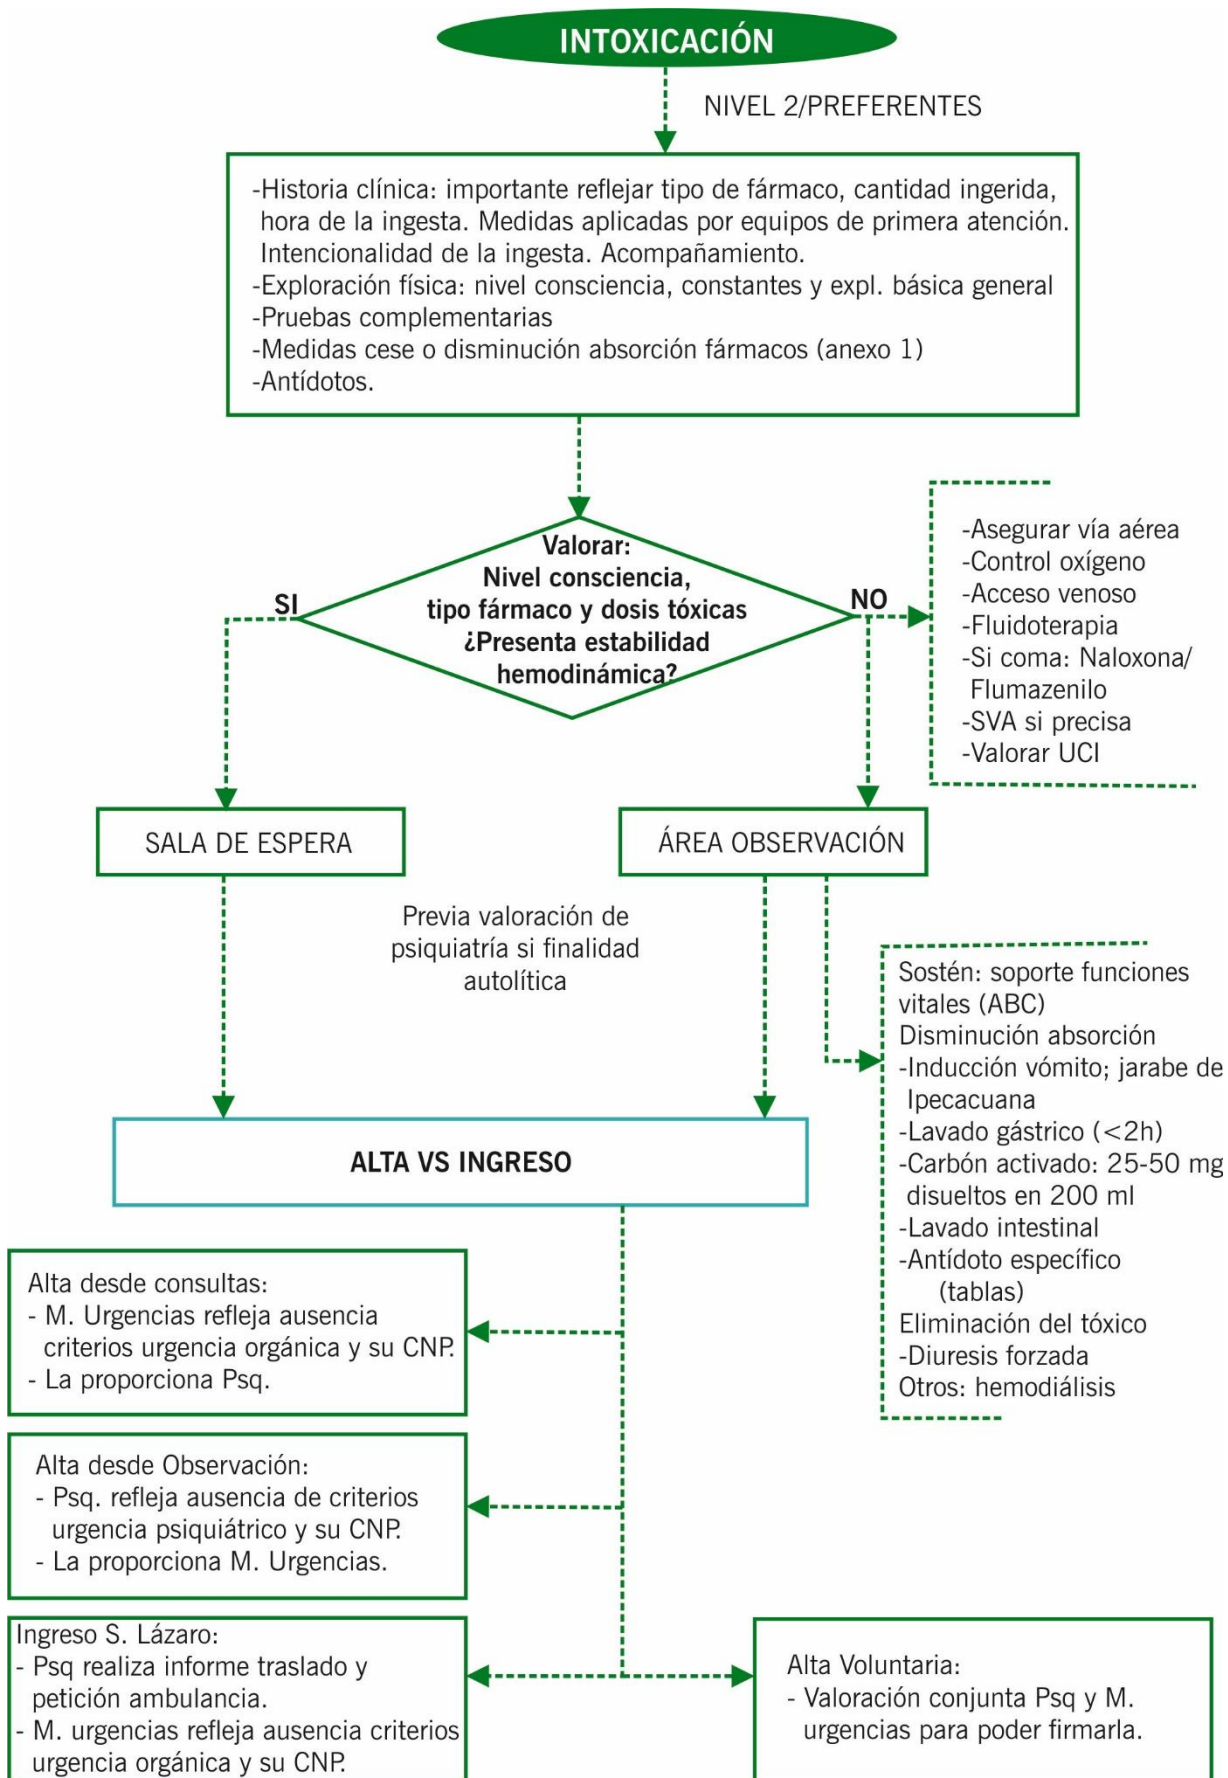 INTOXICACIÓN
NIVEL 2/PREFERENTES
-Historia clínica: importante reflejar tipo de fármaco, cantidad ingerida,
hora de la ingesta. Medidas aplicadas por equipos de primera atención.
Intencionalidad de la ingesta. Acompañamiento.
-Exploración física: nivel consciencia, constantes y expl. básica general
-Pruebas complementarias
-Medidas cese o disminución absorción fármacos (anexo 1)
-Antídotos.
Valorar:
Nivel consciencia,
tipo fármaco y dosis tóxicas
¿Presenta estabilidad
hemodinámica?
SI
NO
-Asegurar vía aérea
-Control oxígeno
-Acceso venoso
-Fluidoterapia
-Si coma: Naloxona/
Flumazenilo
-SVA si precisa
-Valorar UCI
SALA DE ESPERA
ÁREA OBSERVACIÓN
Previa valoración de
psiquiatría si finalidad
autolítica
Sostén: soporte funciones
vitales (ABC)
Disminución absorción
-Inducción vómito; jarabe de
Ipecacuana
-Lavado gástrico (<2h)
-Carbón activado: 25-50 mg
disueltos en 200 ml
-Lavado intestinal
-Antídoto específico
(tablas)
Eliminación del tóxico
-Diuresis forzada
Otros: hemodiálisis
ALTA VS INGRESO
Alta desde consultas:
- M. Urgencias refleja ausencia
criterios urgencia orgánica y su CNP.
- La proporciona Psq.
Alta desde Observación:
- Psq. refleja ausencia de criterios
urgencia psiquiátrico y su CNP.
- La proporciona M. Urgencias.
Ingreso S. Lázaro:
- Psq realiza informe traslado y
petición ambulancia.
- M. urgencias refleja ausencia criterios
urgencia orgánica y su CNP.
Alta Voluntaria:
- Valoración conjunta Psq y M.
urgencias para poder firmarla.